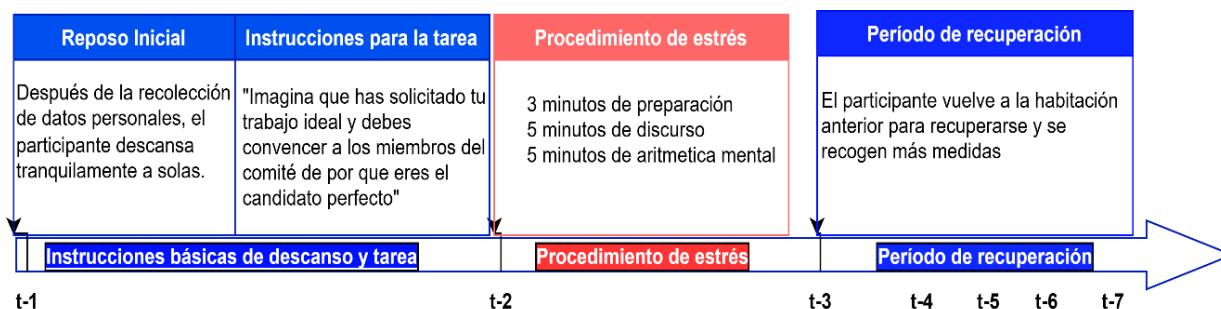 Reposo Inicial
Después de la recolección
de datos personales, el
participante descansa
tranquilamente a solas.
Instrucciones para la tarea
"Imagina que has solicitado tu
trabajo ideal y debes
convencer a los miembros del
comité de por que eres el
candidato perfecto"
Procedimiento de estrés
3 minutos de preparación
5 minutos de discurso
5 minutos de aritmetica mental
Período de recuperación
El participante vuelve a la habitación
anterior para recuperarse y se
recogen más medidas
Instrucciones básicas de descanso y tarea
Procedimiento de estrés
Período de recuperación
t-1 t-2 t-3 t-4 t-5 t-6 t-7